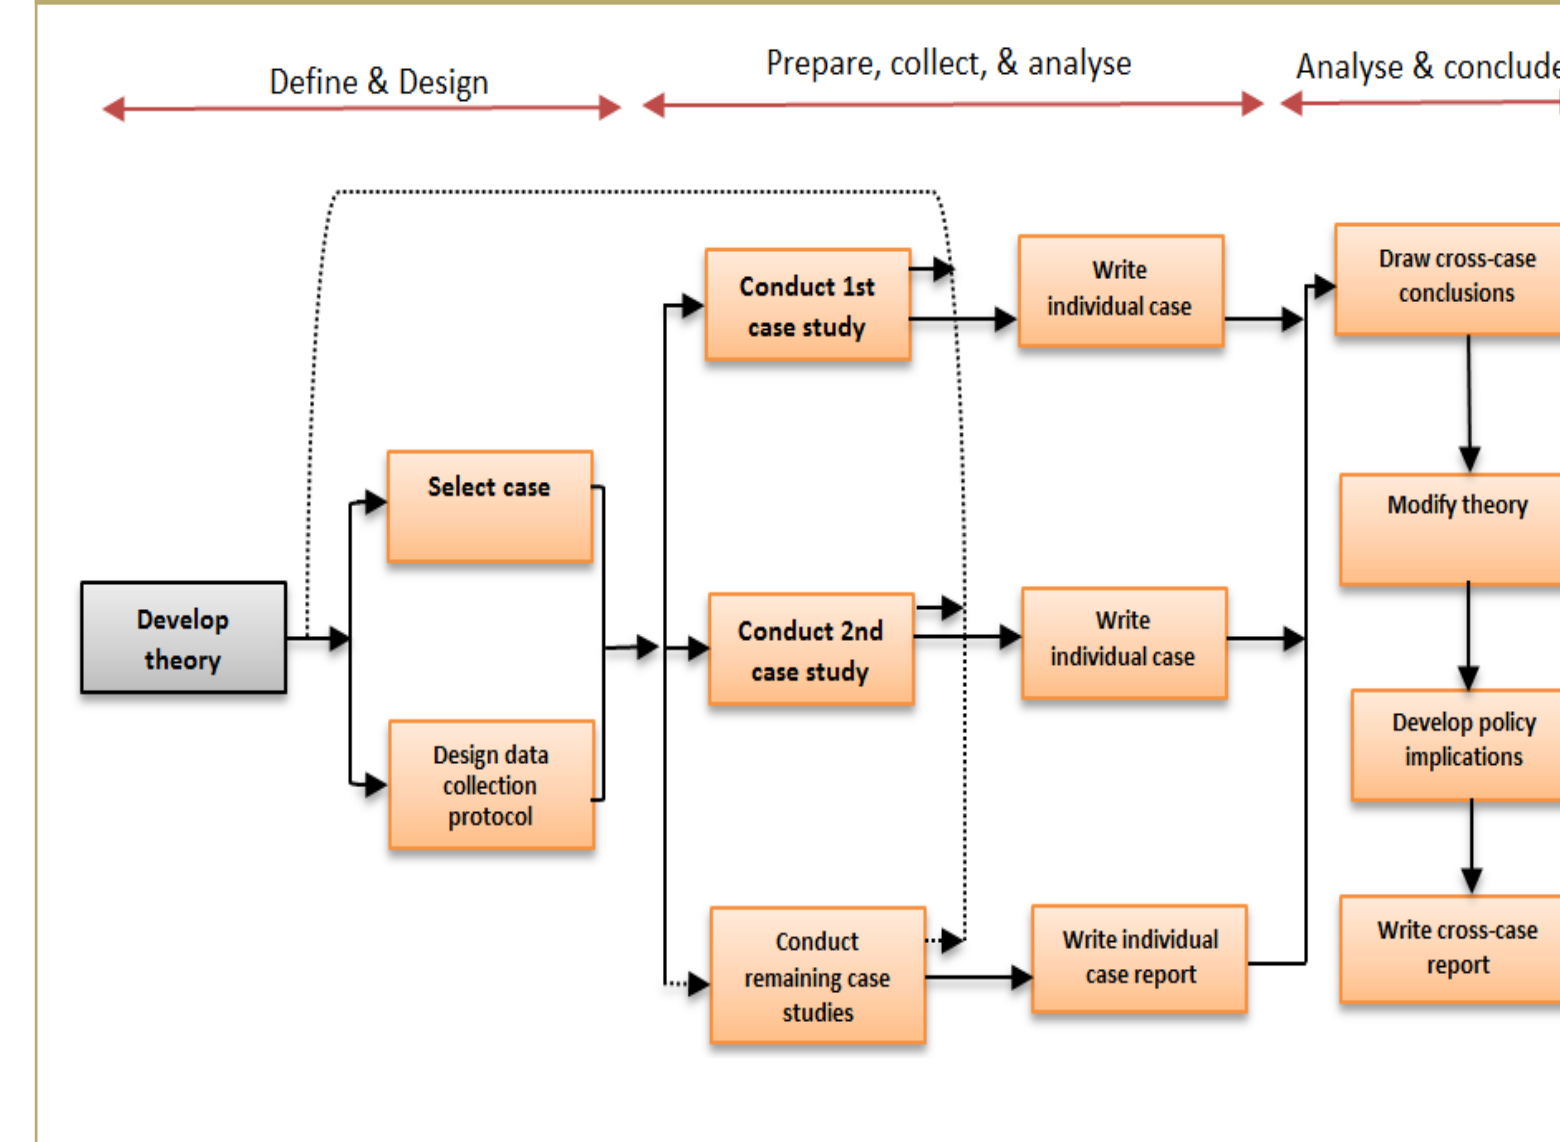 Define & Design
Prepare, collect, & analyse
Analyse & conclude
Develop
theory
Select case
Design data
collection
protocol
Conduct 1st
case study
Conduct 2nd
case study
Conduct
remaining case
studies
Write
individual case
Write
individual case
Write individual
case report
Draw cross-case
conclusions
Modify theory
Develop policy
implications
Write cross-case
report